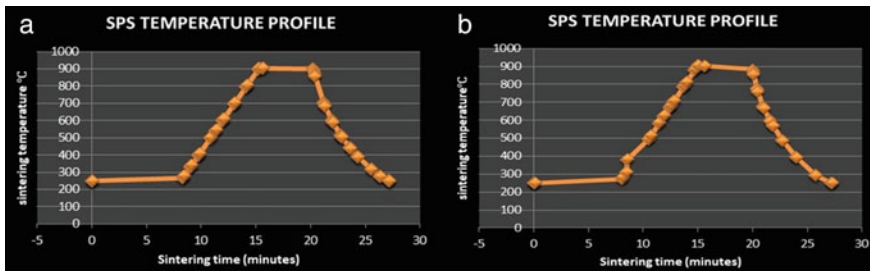 a
SPS TEMPERATURE PROFILE
sintering temperature °C
1000
900
800
700
600
500
400
300
200
100
0
-5 0 5 10 15 20 25 30
Sintering time (minutes)
b
SPS TEMPERATURE PROFILE
sintering temperature°C
1000
900
800
700
600
500
400
300
200
100
0
-5 0 5 10 15 20 25 30
Sintering time (minutes)